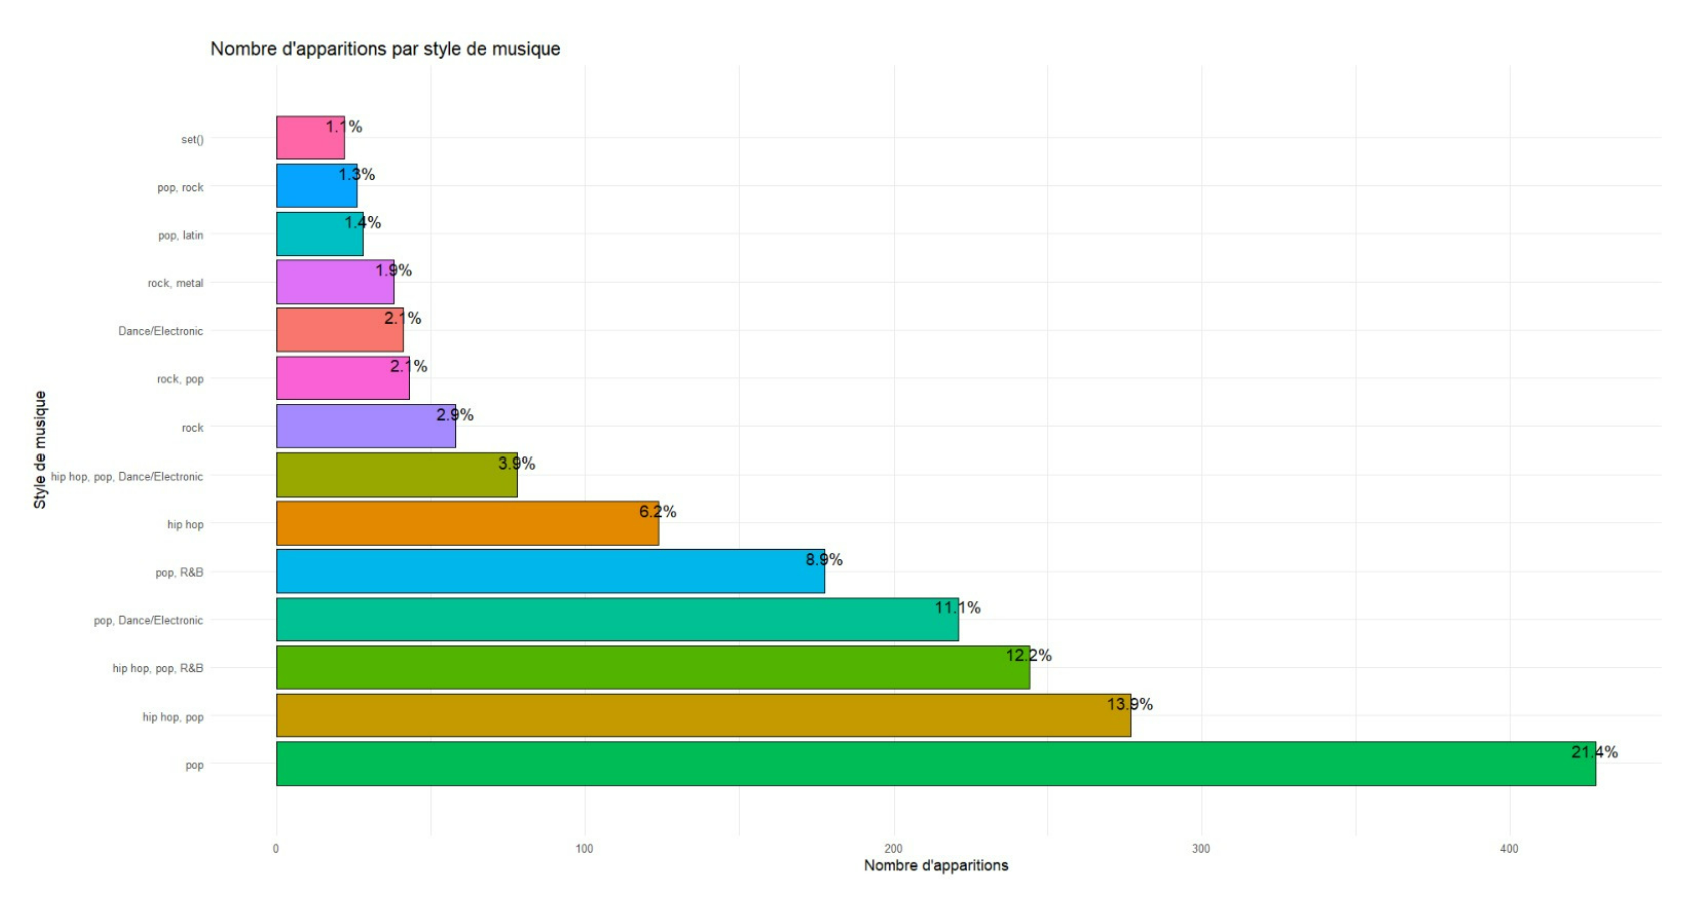 Nombre d'apparitions par style de musique
set() 1.1%
pop, rock 1.3%
pop, latin 1.4%
rock, metal 1.9%
Dance/Electronic 2.1%
rock, pop 2.1%
rock 2.9%
hip hop, pop, Dance/Electronic 3.9%
hip hop 6.2%
pop, R&B 8.9%
pop, Dance/Electronic 11.1%
hip hop, pop, R&B 12.2%
hip hop, pop 13.9%
pop 21.4%
Style de musique
0 100 200 300 400
Nombre d'apparitions